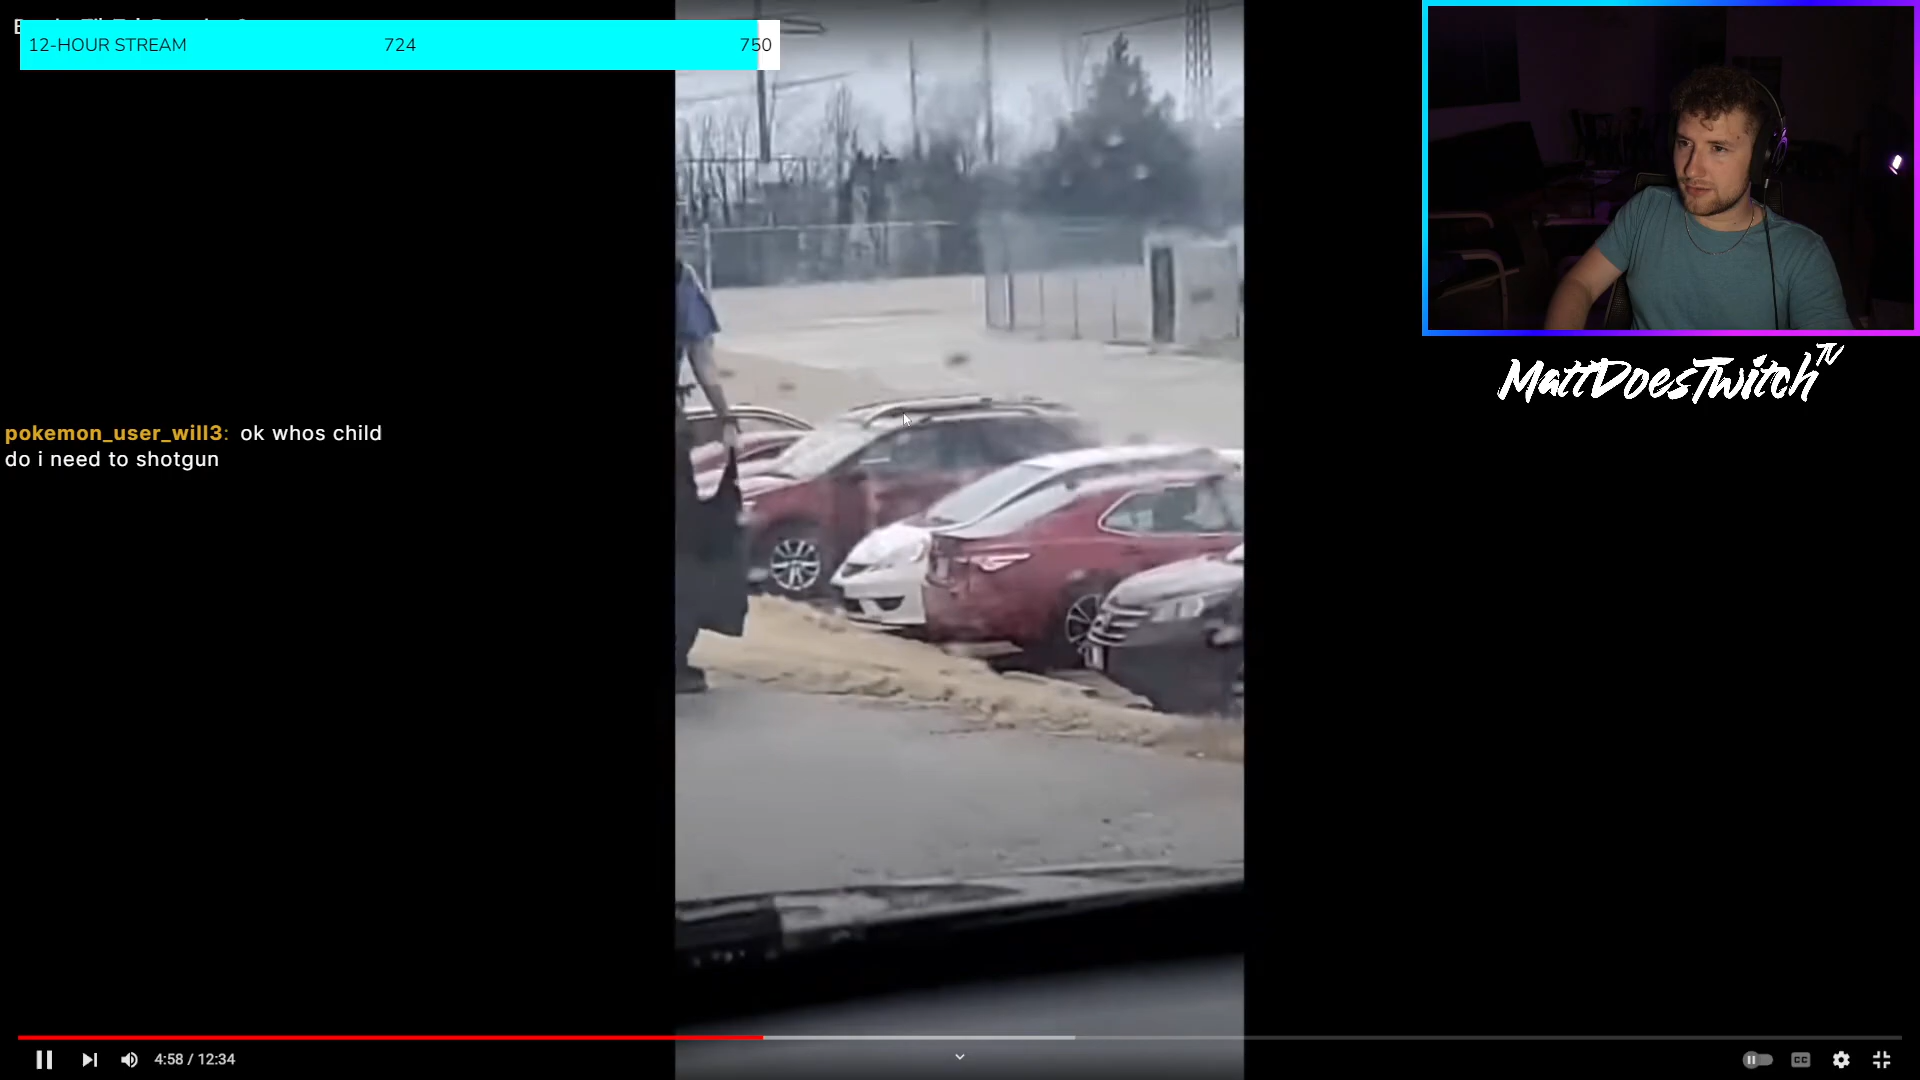 12-HOUR STREAM 724 750
MattDoesTwitch TV
pokemon_user_will3: ok whos child
do i need to shotgun
4:58 / 12:34
CC